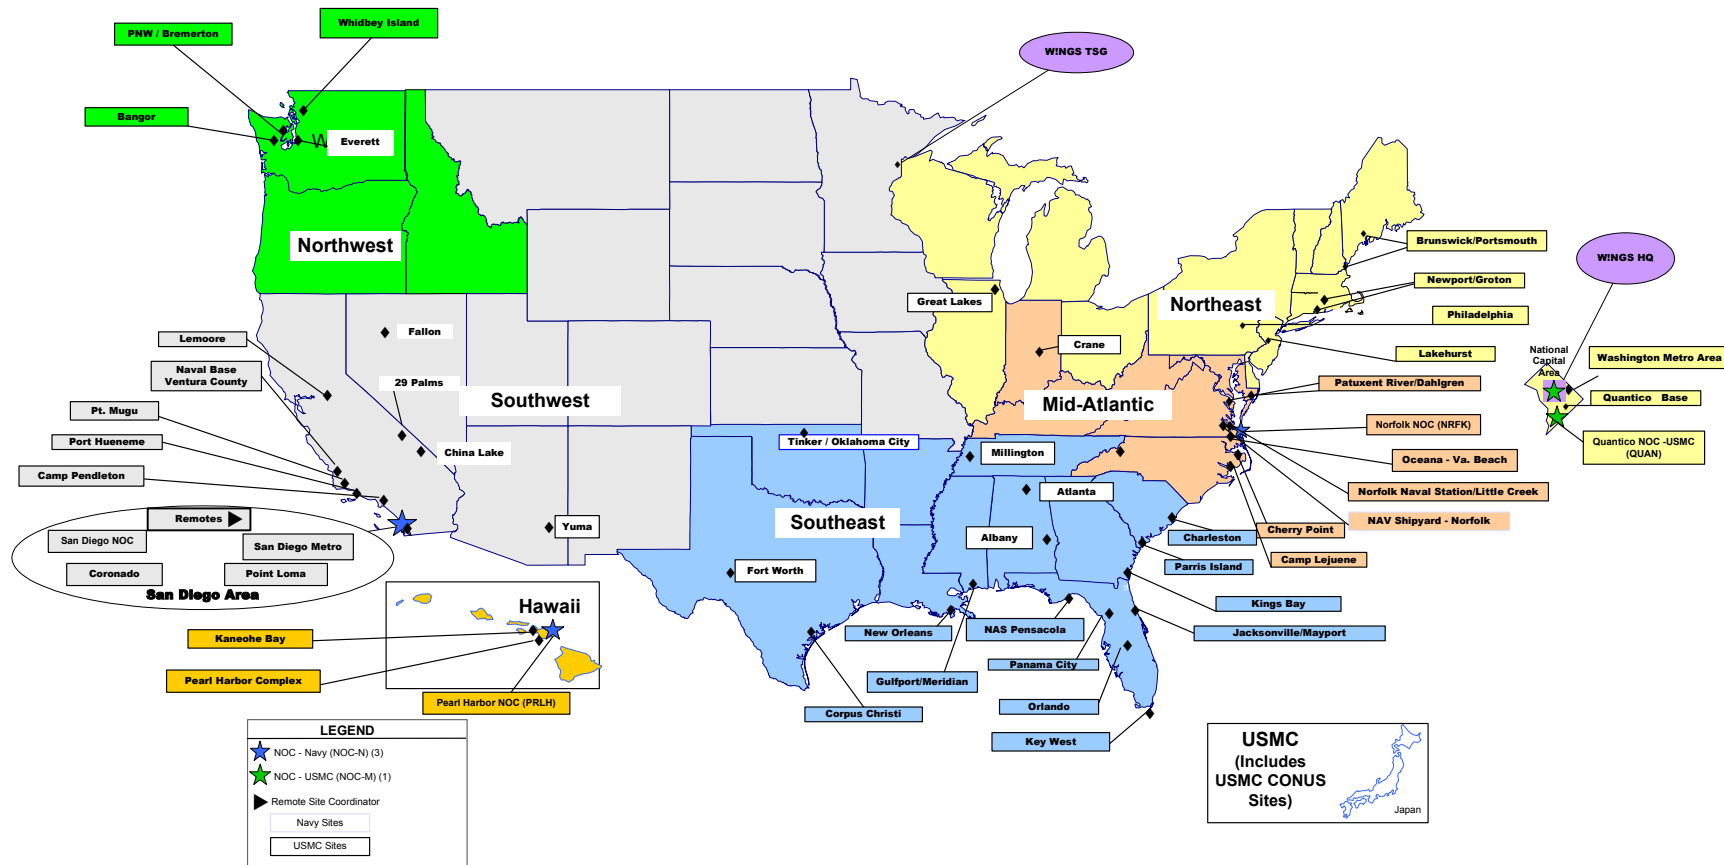 Whidbey Island
PNW / Bremerton
Bangor
W
Everett
W!NGS TSG
Northwest
Brunswick/Portsmouth
W!NGS HQ
Newport/Groton
Great Lakes
Northeast
Philadelphia
Fallon
Lemoore
Crane
Lakehurst
National
Capital
Area
Washington Metro Area
Naval Base
Ventura County
29 Palms
Southwest
Mid-Atlantic
Patuxent River/Dahlgren
Quantico Base
Pt. Mugu
Norfolk NOC (NRFK)
Port Hueneme
Tinker / Oklahoma City
China Lake
Millington
Oceana - Va. Beach
Quantico NOC -USMC
(QUAN)
Camp Pendleton
Atlanta
Norfolk Naval Station/Little Creek
Remotes
Yuma
Southeast
NAV Shipyard - Norfolk
Cherry Point
San Diego NOC
San Diego Metro
Albany
Charleston
Camp Lejuene
Coronado
Point Loma
Fort Worth
Parris Island
San Diego Area
Hawaii
Kings Bay
Kaneohe Bay
New Orleans
NAS Pensacola
Jacksonville/Mayport
Panama City
Pearl Harbor Complex
Gulfport/Meridian
Pearl Harbor NOC (PRLH)
Corpus Christi
Orlando
Key West
LEGEND
NOC - Navy (NOC-N) (3)
NOC - USMC (NOC-M) (1)
Remote Site Coordinator
Navy Sites
USMC Sites
USMC
(Includes
USMC CONUS
Sites)
Japan